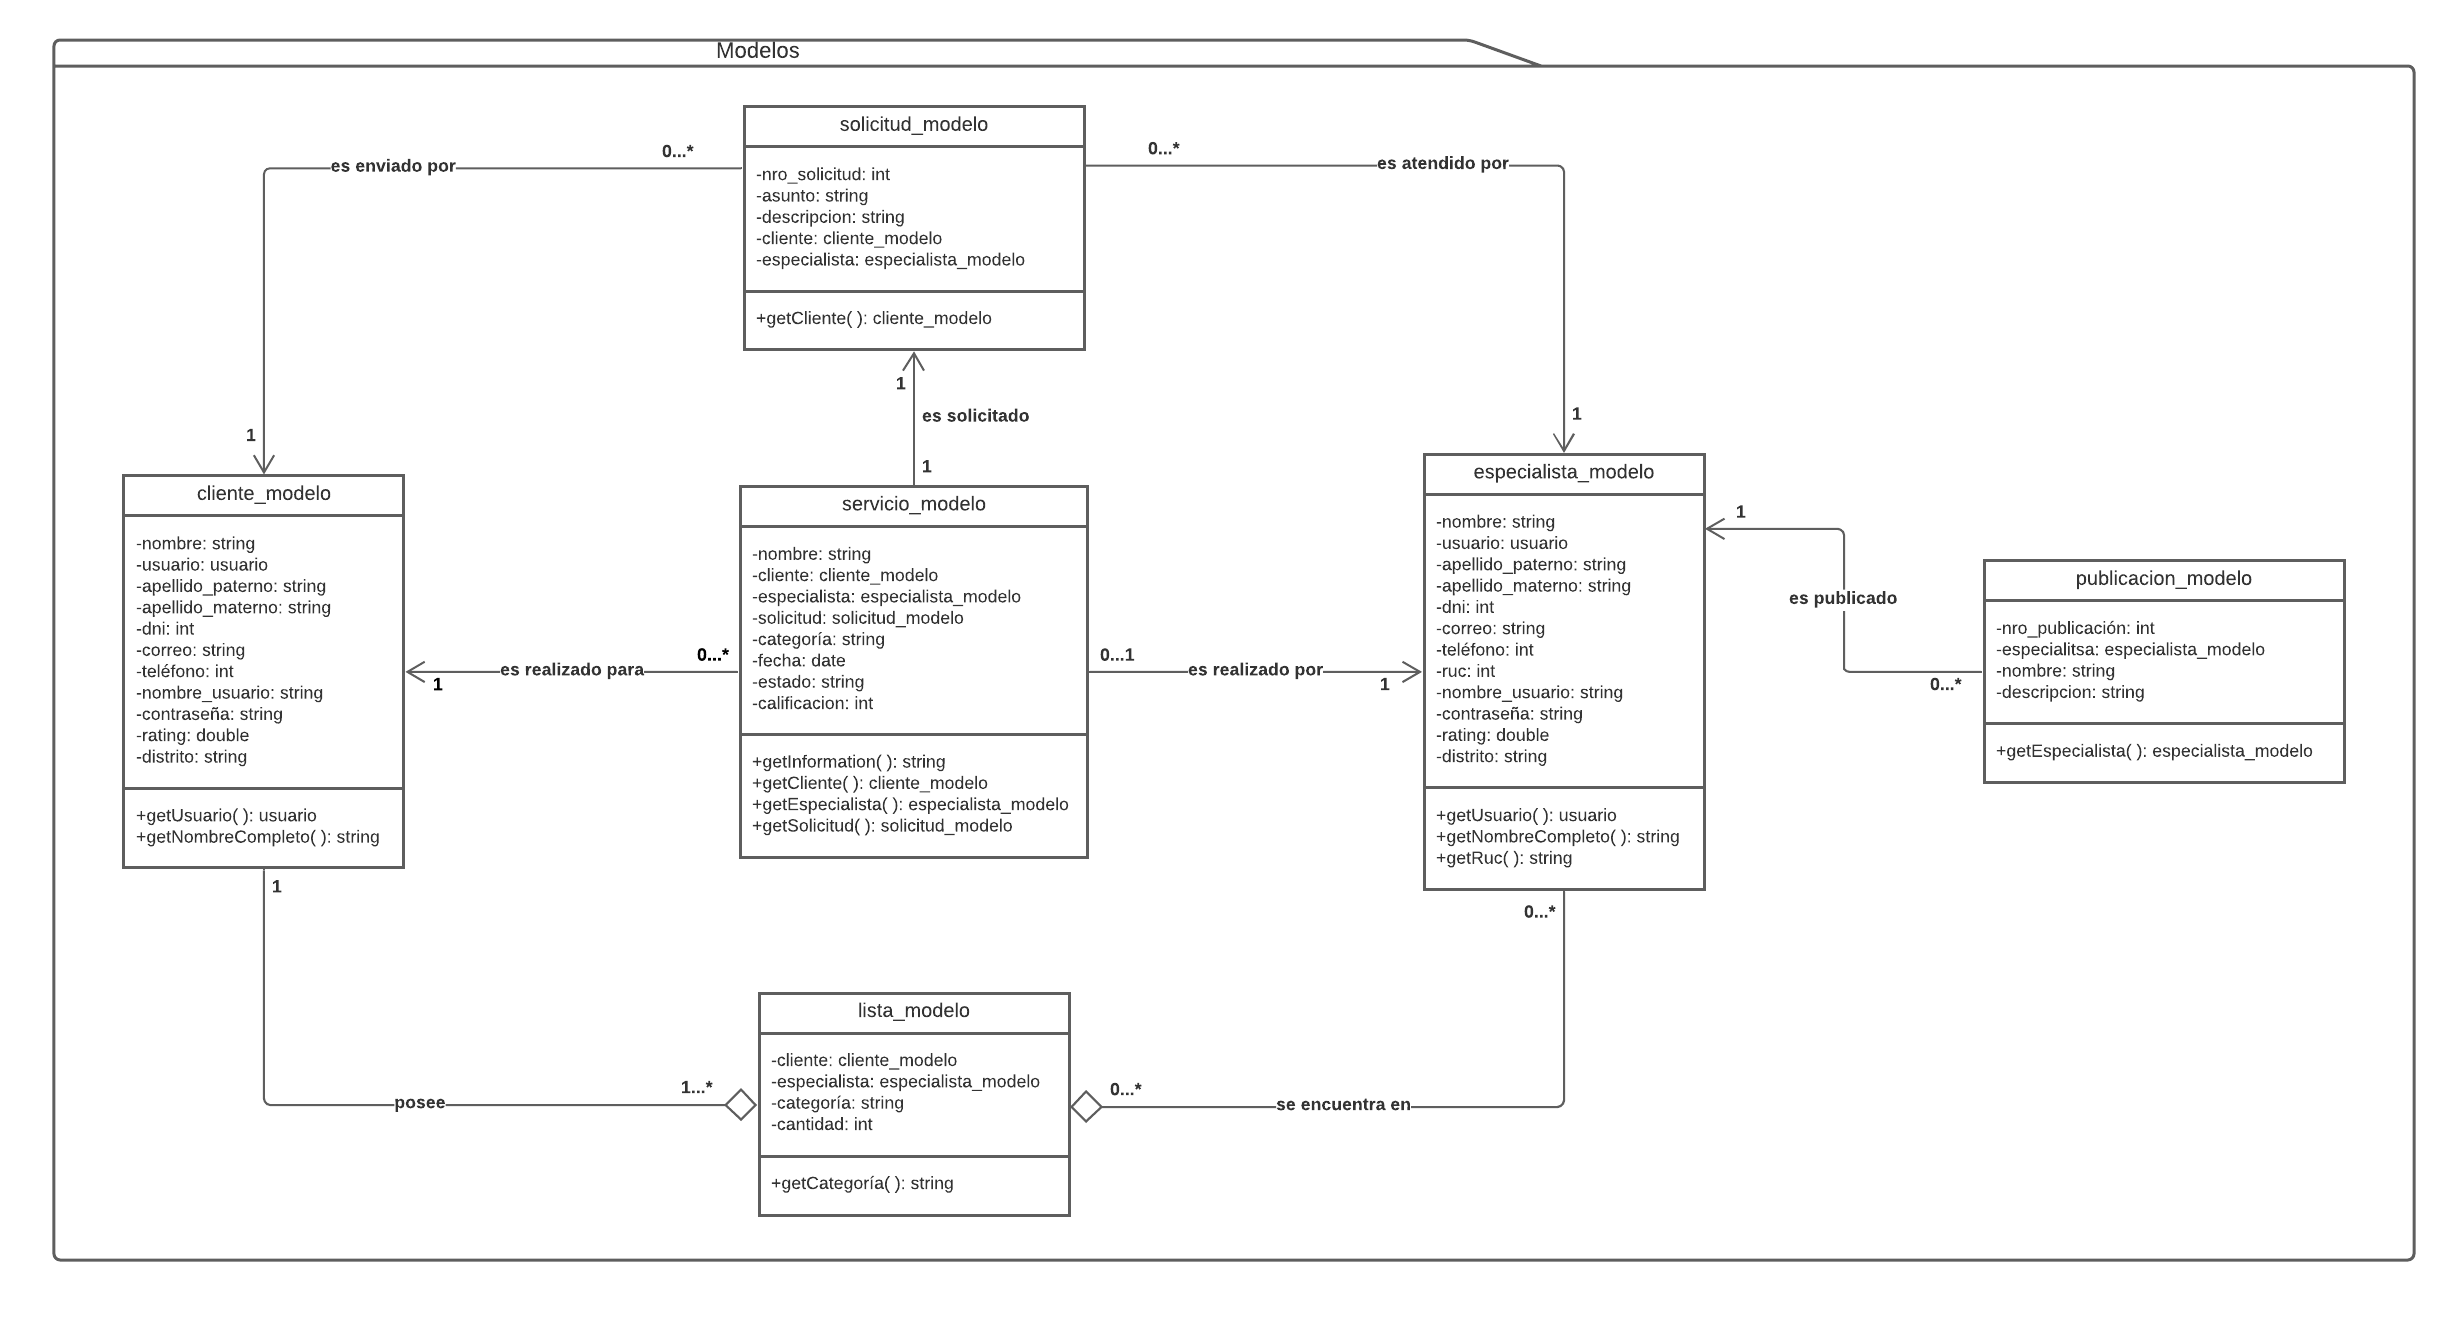 Modelos
solicitud_modelo
-nro_solicitud: int
-asunto: string
-descripcion: string
-cliente: cliente_modelo
-especialista: especialista_modelo
+getCliente( ): cliente_modelo
0...*
es enviado por
1
0...*
es atendido por
1
1
es solicitado
1
cliente_modelo
-nombre: string
-usuario: usuario
-apellido_paterno: string
-apellido_materno: string
-dni: int
-correo: string
-teléfono: int
-nombre_usuario: string
-contraseña: string
-rating: double
-distrito: string
+getUsuario( ): usuario
+getNombreCompleto( ): string
0...*
es realizado para
1
servicio_modelo
-nombre: string
-cliente: cliente_modelo
-especialista: especialista_modelo
-solicitud: solicitud_modelo
-categoría: string
-fecha: date
-estado: string
-calificacion: int
+getInformation( ): string
+getCliente( ): cliente_modelo
+getEspecialista( ): especialista_modelo
+getSolicitud( ): solicitud_modelo
0...1
es realizado por
1
especialista_modelo
-nombre: string
-usuario: usuario
-apellido_paterno: string
-apellido_materno: string
-dni: int
-correo: string
-teléfono: int
-ruc: int
-nombre_usuario: string
-contraseña: string
-rating: double
-distrito: string
+getUsuario( ): usuario
+getNombreCompleto( ): string
+getRuc( ): string
1
es publicado
0...*
publicacion_modelo
-nro_publicación: int
-especialitsa: especialista_modelo
-nombre: string
-descripcion: string
+getEspecialista( ): especialista_modelo
1
posee
1...*
lista_modelo
-cliente: cliente_modelo
-especialista: especialista_modelo
-categoría: string
-cantidad: int
+getCategoría( ): string
0...*
se encuentra en
0...*